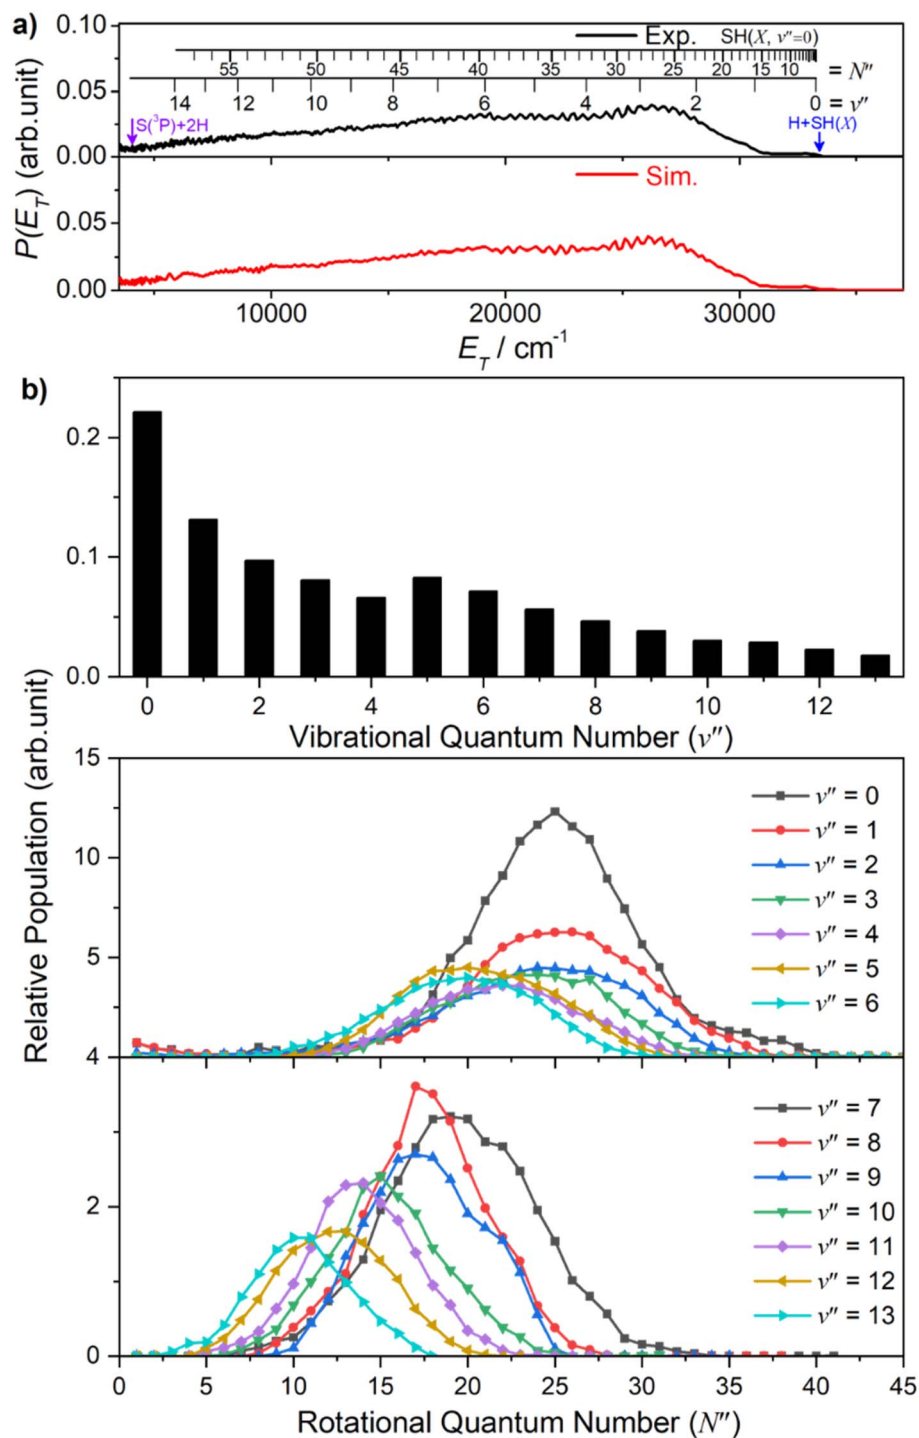 a)
0.10
0.05
0.00
Exp.
SH(X, v″=0)
55 50 45 40 35 30 25 20 15 10 = N″
14 12 10 8 6 4 2 0 = v″
S(³P)+2H
H+SH(X)
P(E_T) (arb.unit)
Sim.
0.05
0.00
10000 20000 30000
E_T / cm⁻¹
b)
0.2
0.1
0.0
0 2 4 6 8 10 12
Vibrational Quantum Number (v″)
Relative Population (arb.unit)
15
10
5
4
v″ = 0
v″ = 1
v″ = 2
v″ = 3
v″ = 4
v″ = 5
v″ = 6
2
0
v″ = 7
v″ = 8
v″ = 9
v″ = 10
v″ = 11
v″ = 12
v″ = 13
0 5 10 15 20 25 30 35 40 45
Rotational Quantum Number (N″)